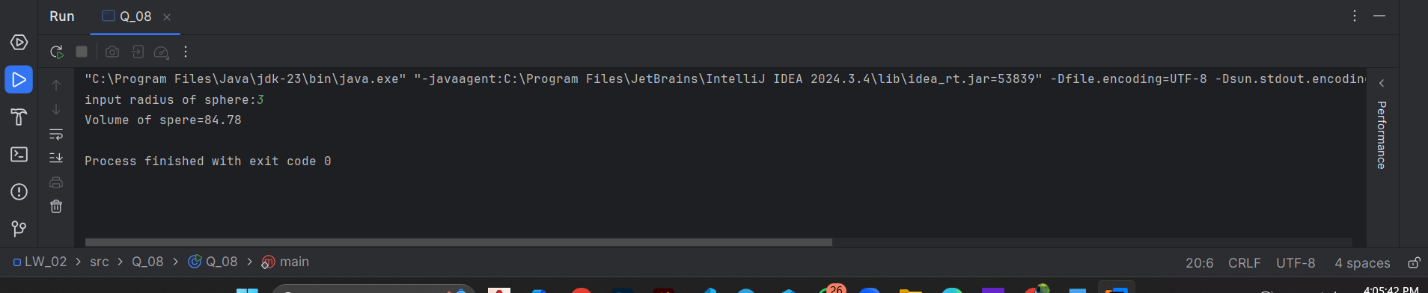 Run Q_08
"C:\Program Files\Java\jdk-23\bin\java.exe" "-javaagent:C:\Program Files\JetBrains\IntelliJ IDEA 2024.3.4\lib\idea_rt.jar=53839" -Dfile.encoding=UTF-8 -Dsun.stdout.encoding
input radius of sphere:3
Volume of spere=84.78
Process finished with exit code 0
Performance
LW_02 > src > Q_08 > Q_08 > main 20:6 CRLF UTF-8 4 spaces
26
4:05:42 PM